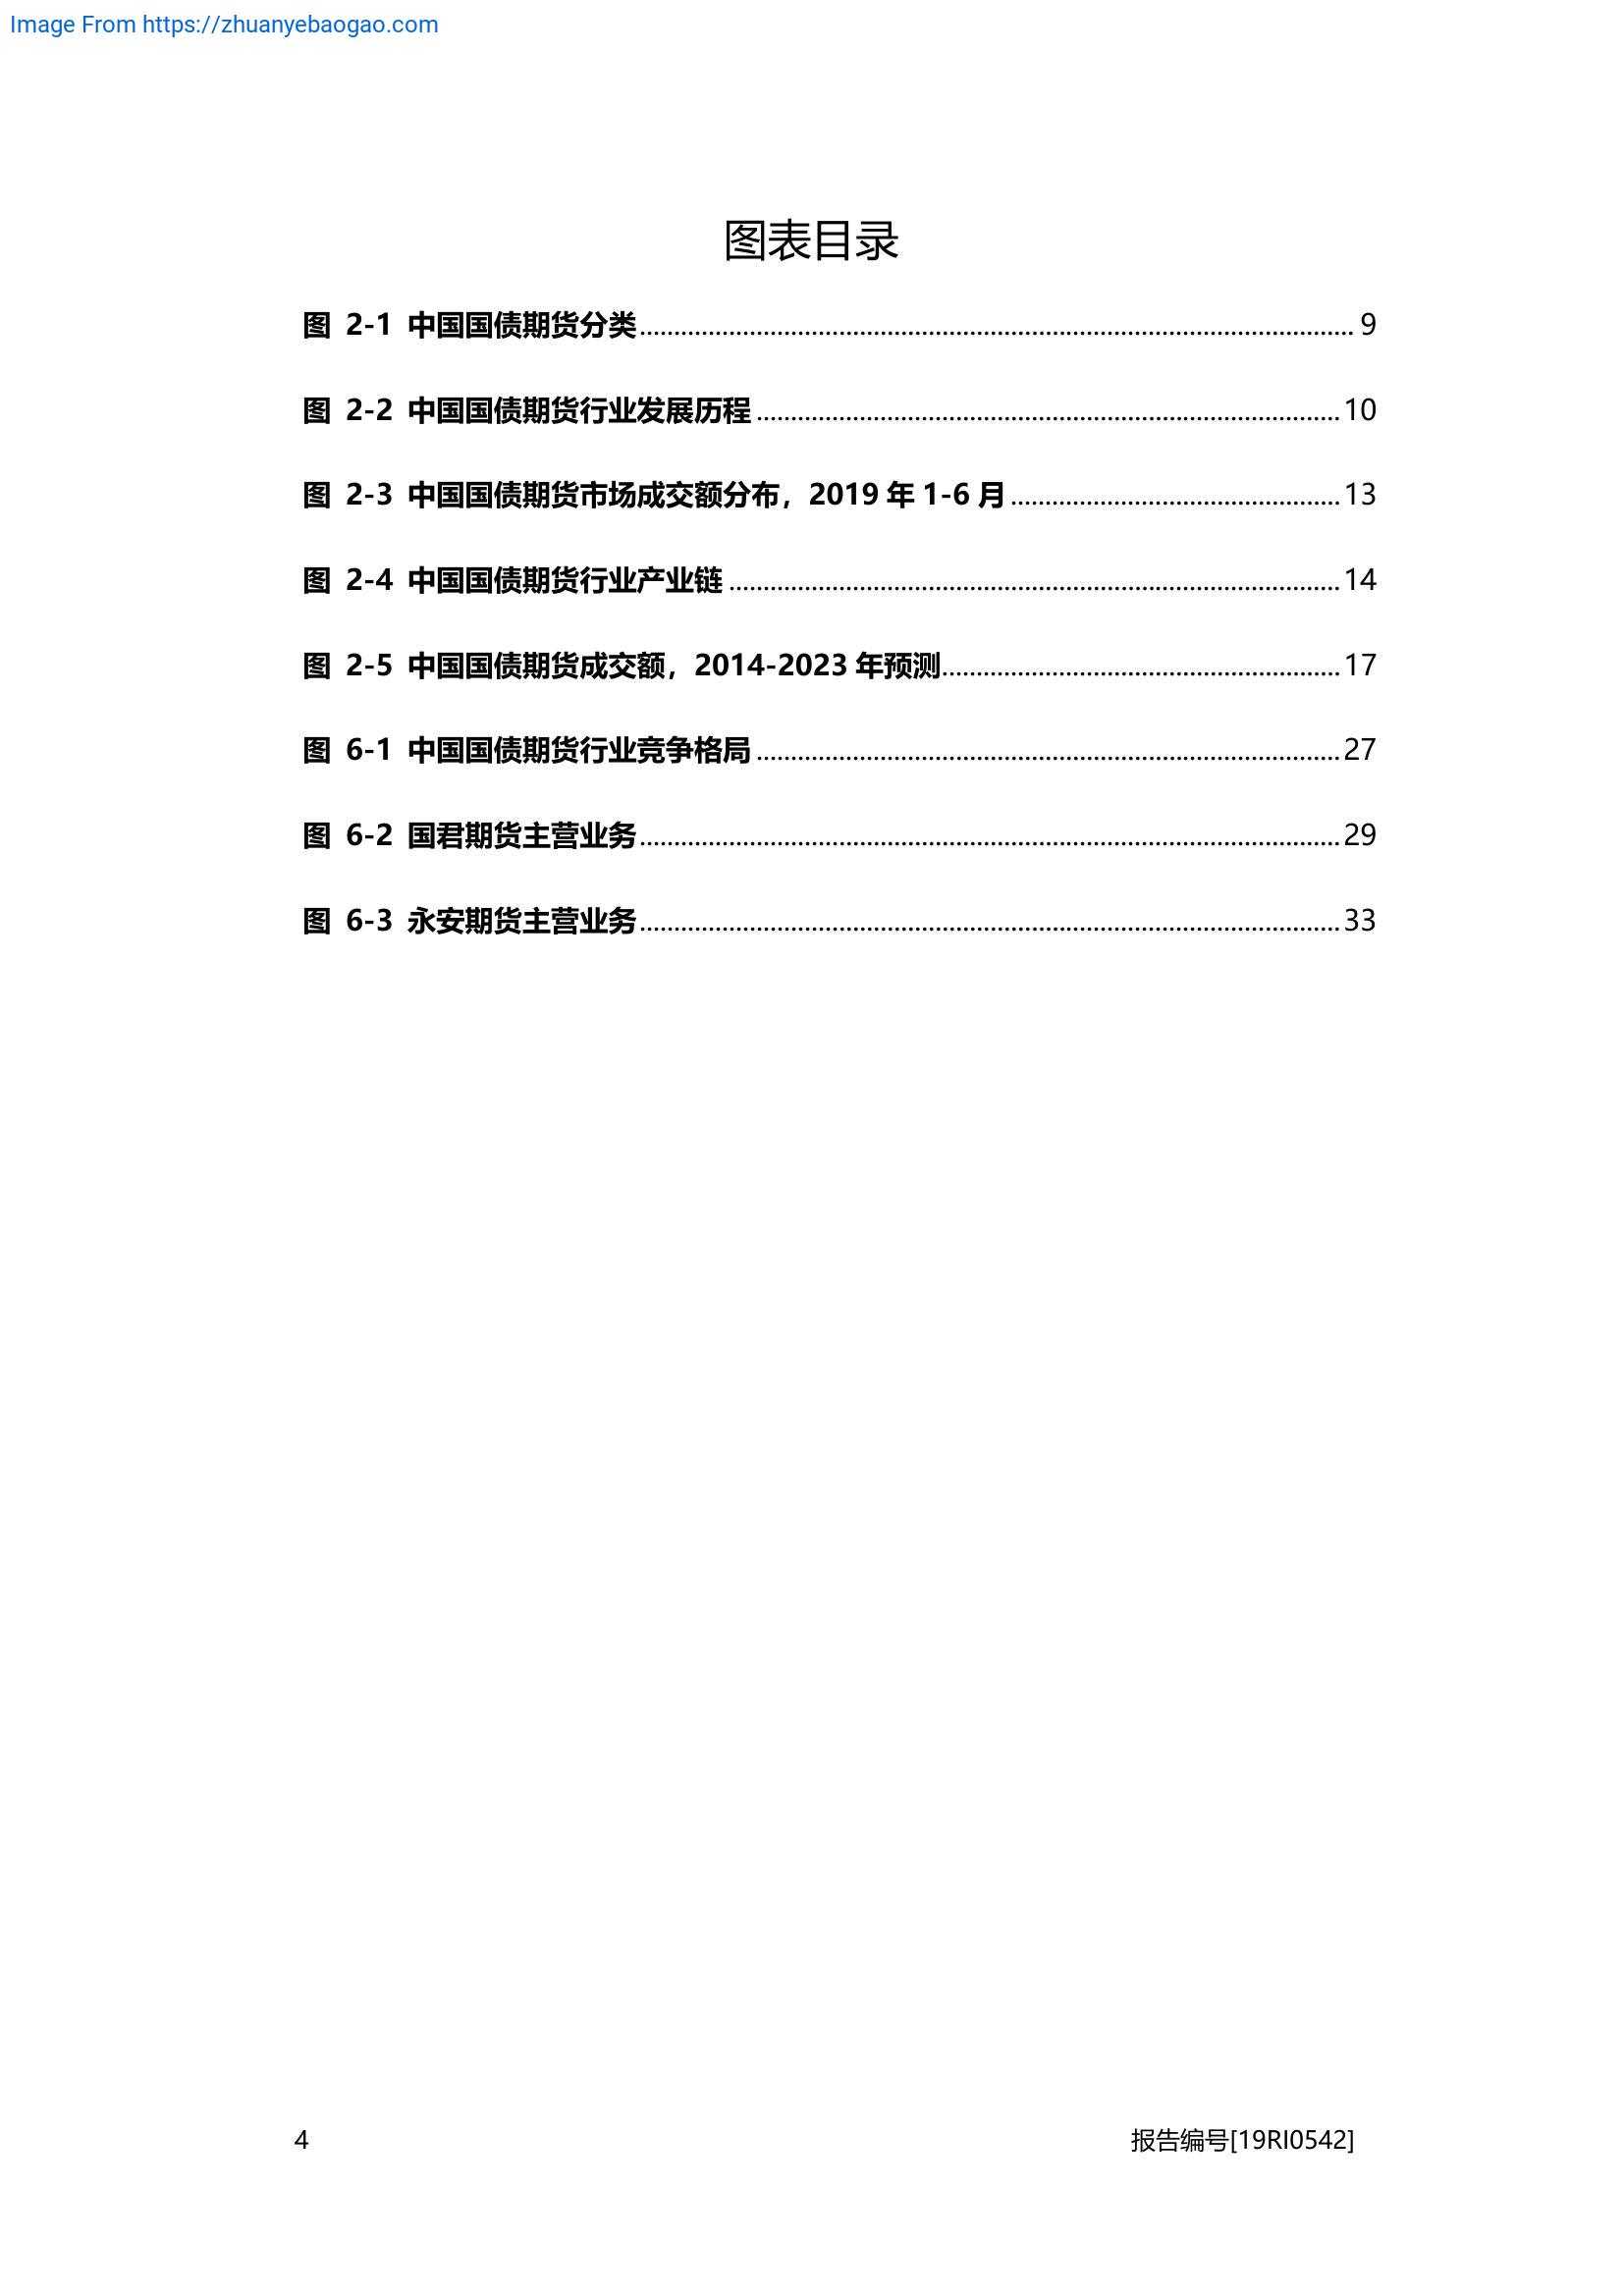 Image From https://zhuanyebaogao.com
图表目录
图 2-1 中国国债期货分类........................................ 9
图 2-2 中国国债期货行业发展历程........................................ 10
图 2-3 中国国债期货市场成交额分布，2019 年 1-6 月........................................ 13
图 2-4 中国国债期货行业产业链........................................ 14
图 2-5 中国国债期货成交额，2014-2023 年预测........................................ 17
图 6-1 中国国债期货行业竞争格局........................................ 27
图 6-2 国君期货主营业务........................................ 29
图 6-3 永安期货主营业务........................................ 33
4 报告编号[19RI0542]